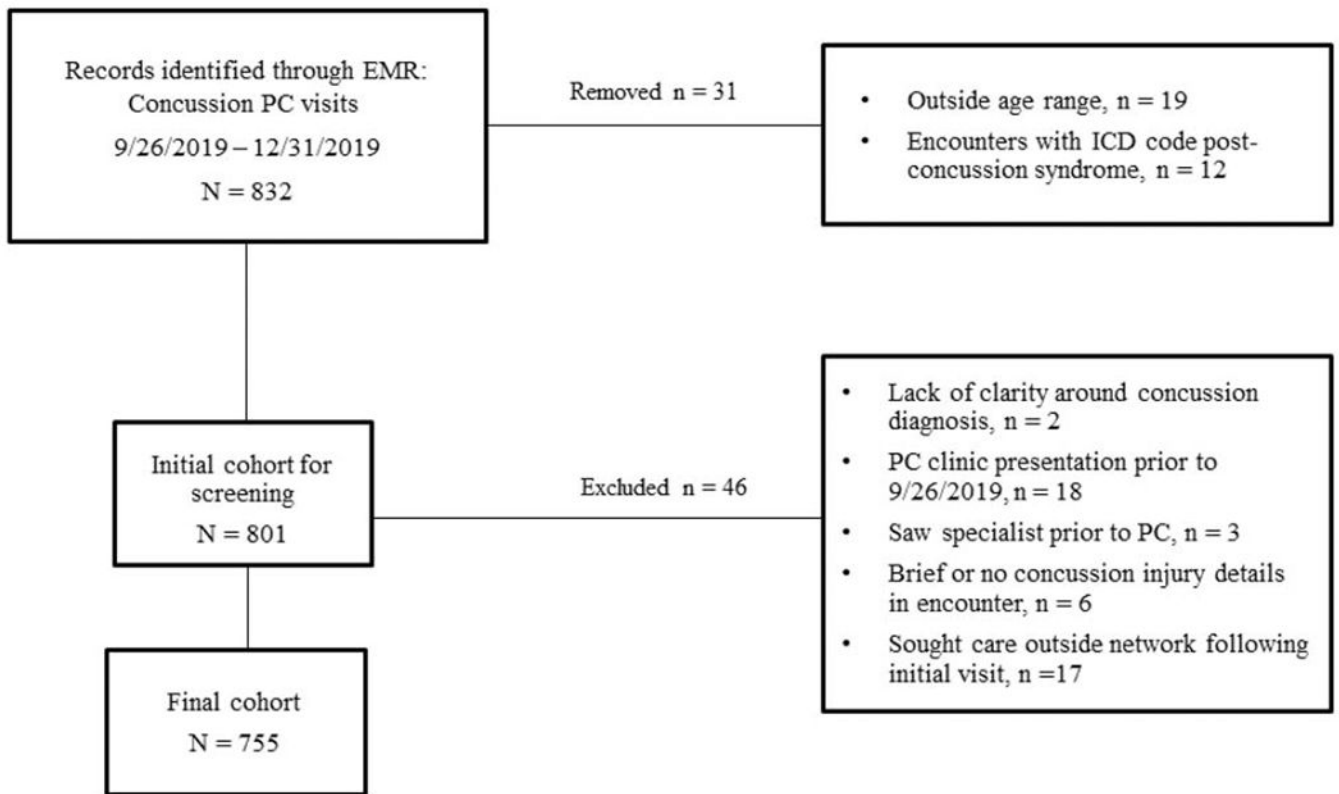 Records identified through EMR:
Concussion PC visits
9/26/2019 – 12/31/2019
N = 832
Removed n = 31
• Outside age range, n = 19
• Encounters with ICD code post-
concussion syndrome, n = 12
Initial cohort for
screening
N = 801
Excluded n = 46
• Lack of clarity around concussion
diagnosis, n = 2
• PC clinic presentation prior to
9/26/2019, n = 18
• Saw specialist prior to PC, n = 3
• Brief or no concussion injury details
in encounter, n = 6
• Sought care outside network following
initial visit, n =17
Final cohort
N = 755